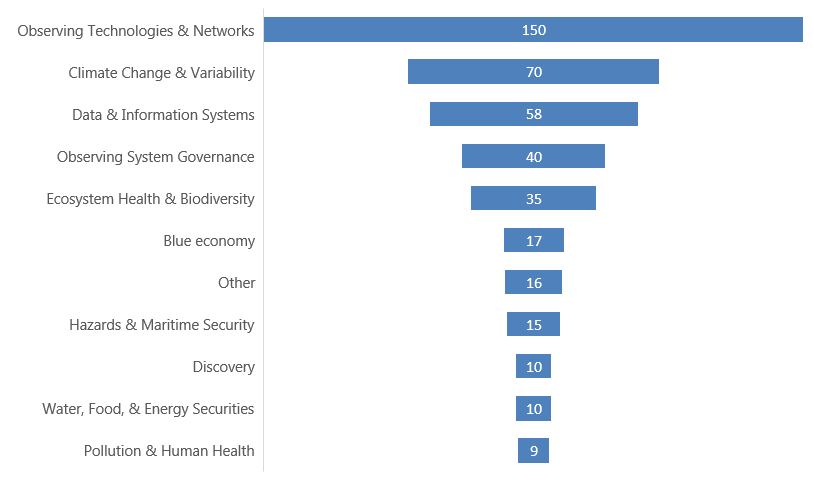 Observing Technologies & Networks 150
Climate Change & Variability 70
Data & Information Systems 58
Observing System Governance 40
Ecosystem Health & Biodiversity 35
Blue economy 17
Other 16
Hazards & Maritime Security 15
Discovery 10
Water, Food, & Energy Securities 10
Pollution & Human Health 9